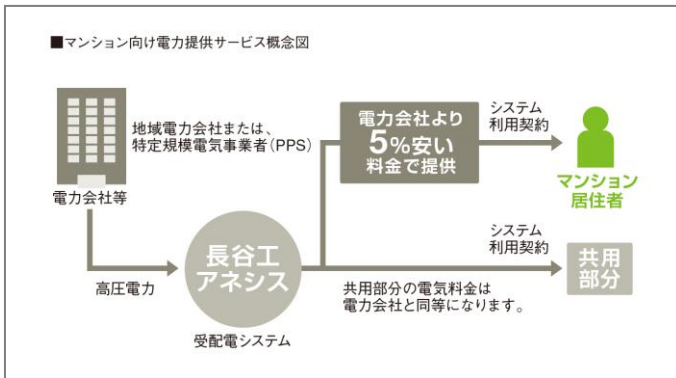 ■マンション向け電力提供サービス概念図
地域電力会社または、
特定規模電気事業者(PPS)
電力会社等
高圧電力
長谷工
アネシス
受配電システム
電力会社より
5%安い
料金で提供
システム
利用契約
マンション
居住者
システム
利用契約
共用部分の電気料金は
電力会社と同等になります。
共用
部分